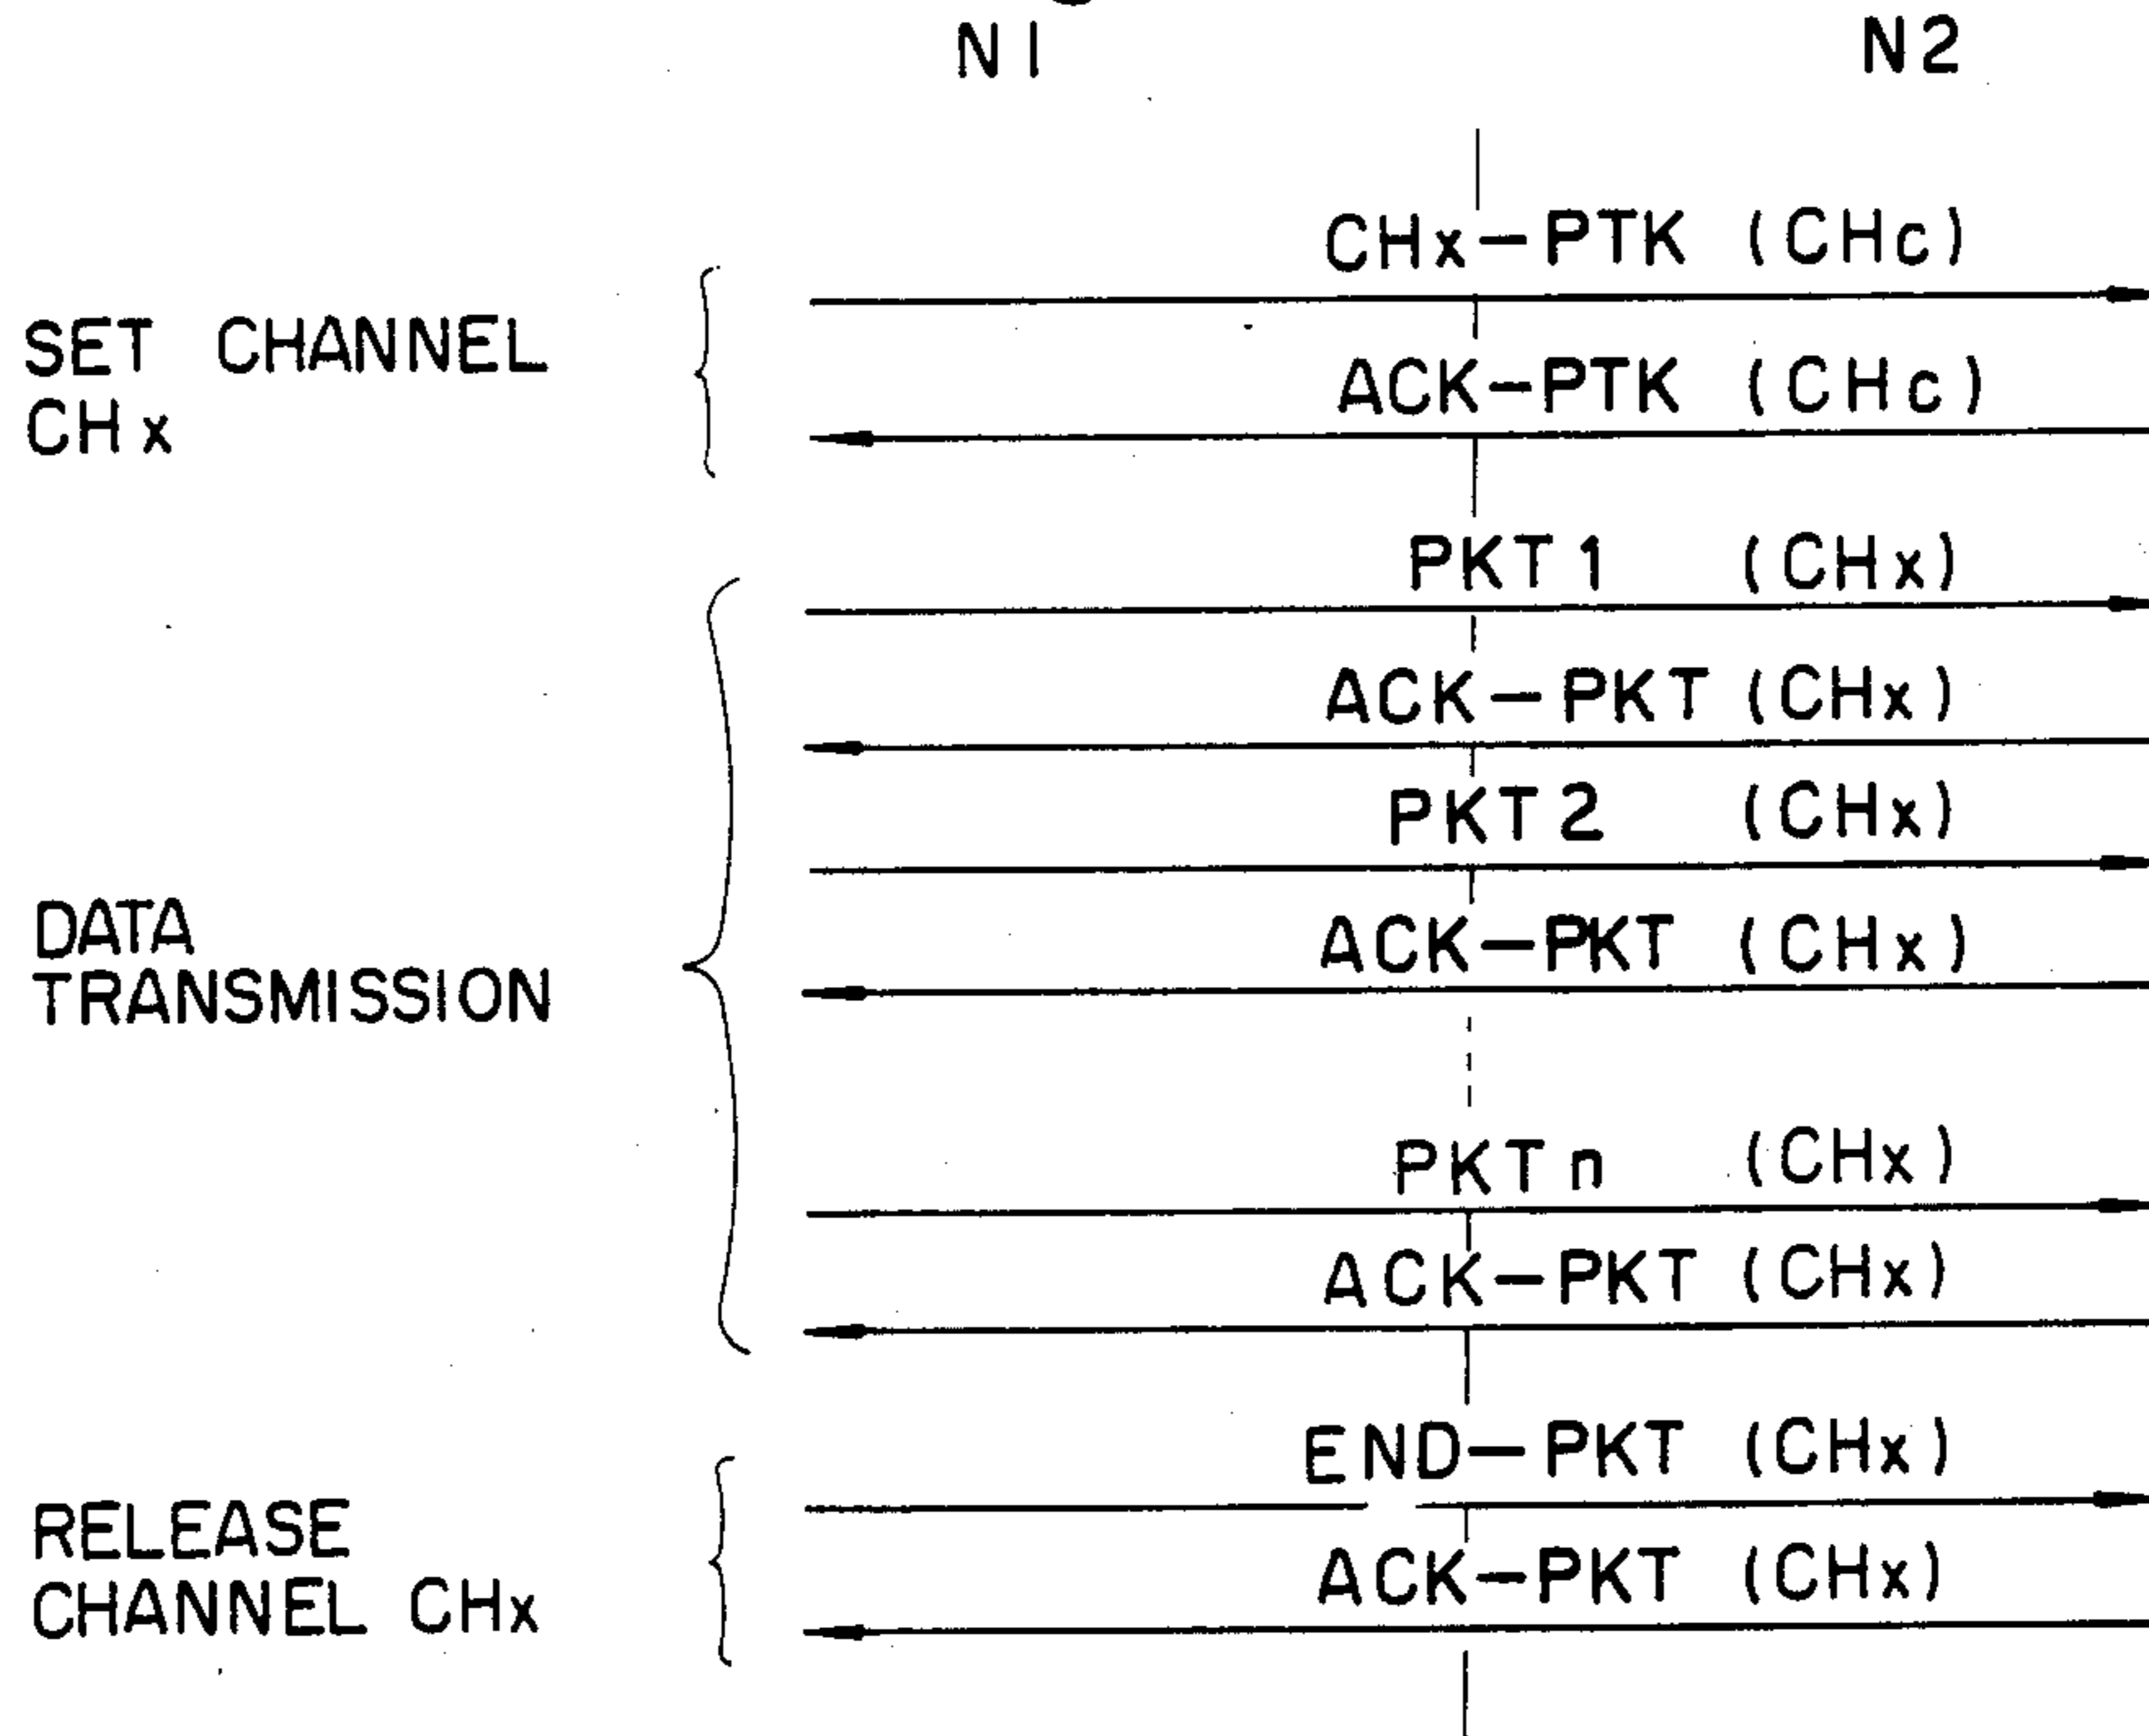 N1 N2
CHx-PTK (CHc)
SET CHANNEL
CHx
ACK-PTK (CHc)
PKT1 (CHx)
ACK-PKT (CHx)
PKT2 (CHx)
DATA
TRANSMISSION
ACK-PKT (CHx)
PKTn (CHx)
ACK-PKT (CHx)
END-PKT (CHx)
RELEASE
CHANNEL CHx
ACK-PKT (CHx)